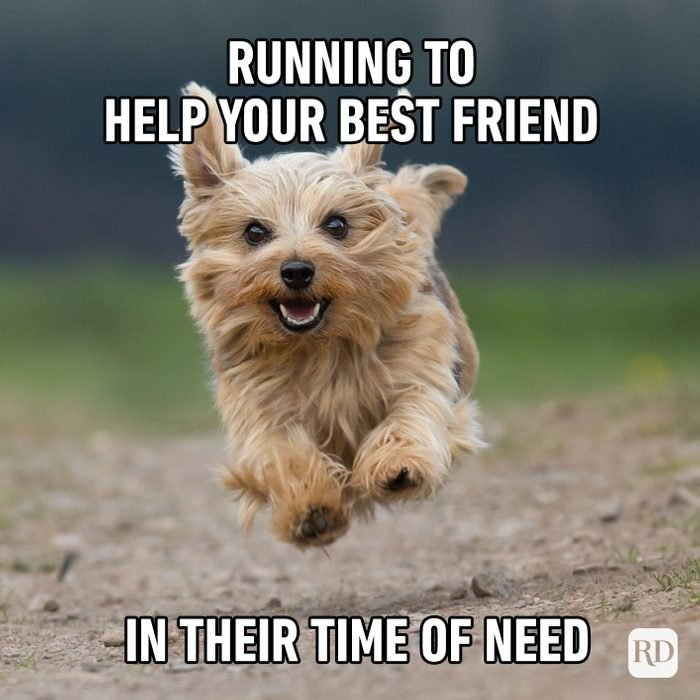 RUNNING TO
HELP YOUR BEST FRIEND
IN THEIR TIME OF NEED
RD